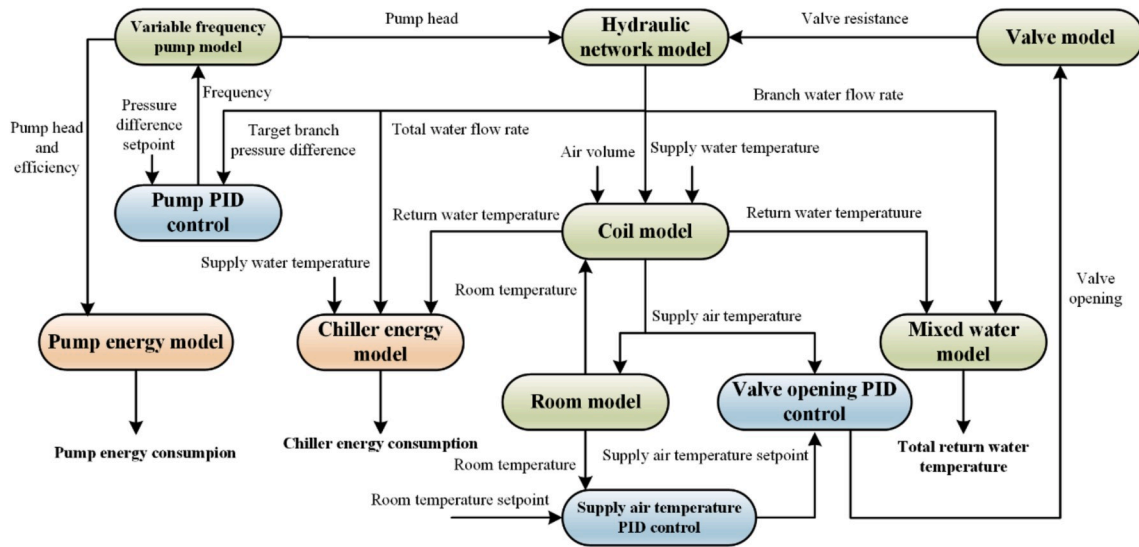 Variable frequency
pump model
Pump head
Hydraulic
network model
Valve resistance
Valve model
Frequency
Pressure
difference
setpoint
Pump head
and
efficiency
Target branch
pressure difference
Total water flow rate
Branch water flow rate
Air volume
Supply water temperature
Pump PID
control
Return water temperature
Coil model
Return water temperatuure
Supply water temperature
Room temperature
Valve
opening
Pump energy model
Chiller energy
model
Supply air temperature
Mixed water
model
Room model
Valve opening PID
control
Pump energy consumpion
Chiller energy consumption
Total return water
temperature
Room temperature
Supply air temperature setpoint
Room temperature setpoint
Supply air temperature
PID control